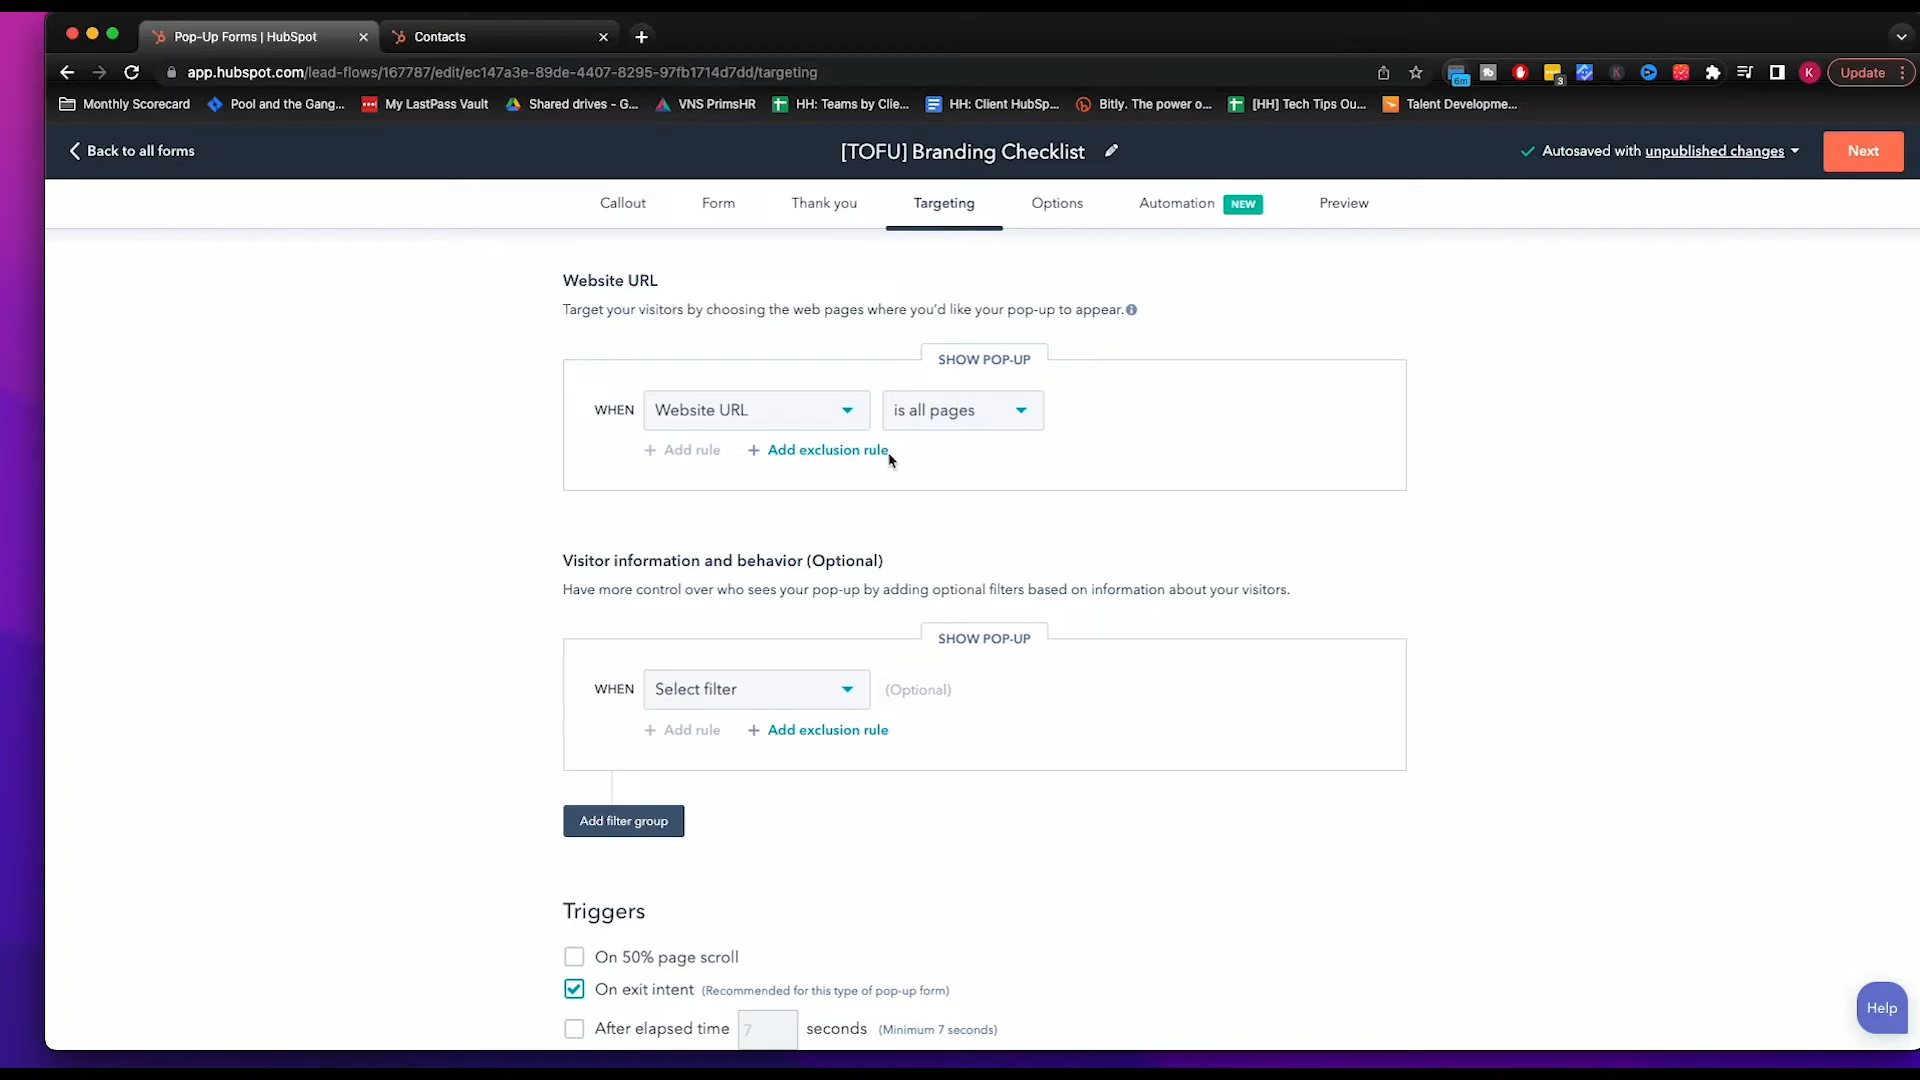 Pop-Up Forms | HubSpot
Contacts
app.hubspot.com/lead-flows/167787/edit/ec147a3e-89de-4407-8295-97fb1714d7dd/targeting
6m
3
K
K
Update
Monthly Scorecard
Pool and the Gang...
My LastPass Vault
Shared drives - G...
VNS PrimsHR
HH: Teams by Clie...
HH: Client HubSp...
Bitly. The power o...
[HH] Tech Tips Ou...
Talent Developme...
Back to all forms
[TOFU] Branding Checklist
Autosaved with unpublished changes
Next
Callout
Form
Thank you
Targeting
Options
Automation NEW
Preview
Website URL
Target your visitors by choosing the web pages where you'd like your pop-up to appear.
SHOW POP-UP
WHEN Website URL is all pages
+ Add rule + Add exclusion rule
Visitor information and behavior (Optional)
Have more control over who sees your pop-up by adding optional filters based on information about your visitors.
SHOW POP-UP
WHEN Select filter (Optional)
+ Add rule + Add exclusion rule
Add filter group
Triggers
On 50% page scroll
On exit intent (Recommended for this type of pop-up form)
After elapsed time 7 seconds (Minimum 7 seconds)
Help